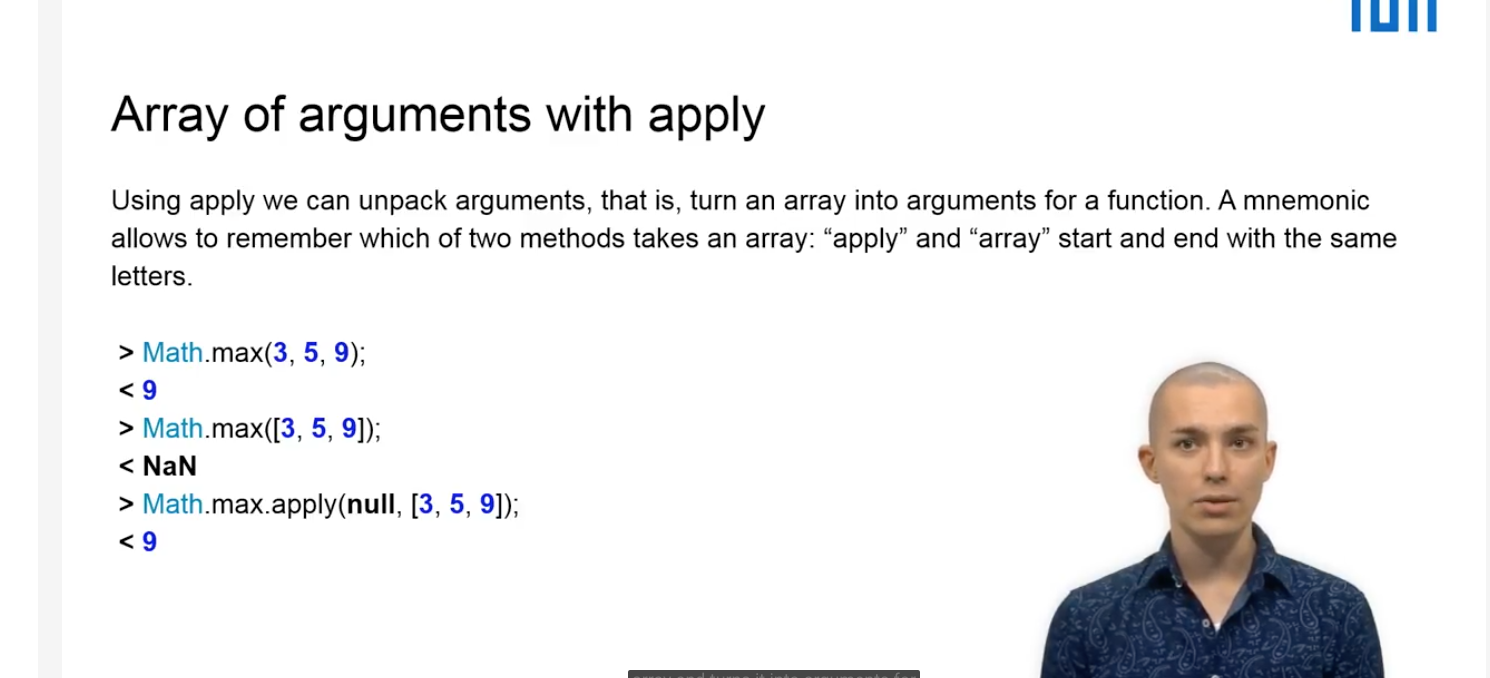 Array of arguments with apply
Using apply we can unpack arguments, that is, turn an array into arguments for a function. A mnemonic
allows to remember which of two methods takes an array: “apply” and “array” start and end with the same
letters.
> Math.max(3, 5, 9);
< 9
> Math.max([3, 5, 9]);
< NaN
> Math.max.apply(null, [3, 5, 9]);
< 9